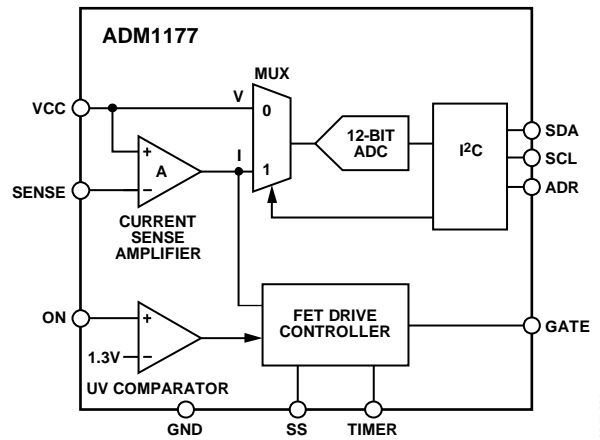 ADM1177
MUX
VCC
V
0
SDA
12-BIT
ADC
I²C
SCL
ADR
+
A
I
1
SENSE
−
CURRENT
SENSE
AMPLIFIER
ON
+
FET DRIVE
CONTROLLER
GATE
1.3V
−
UV COMPARATOR
GND
SS
TIMER